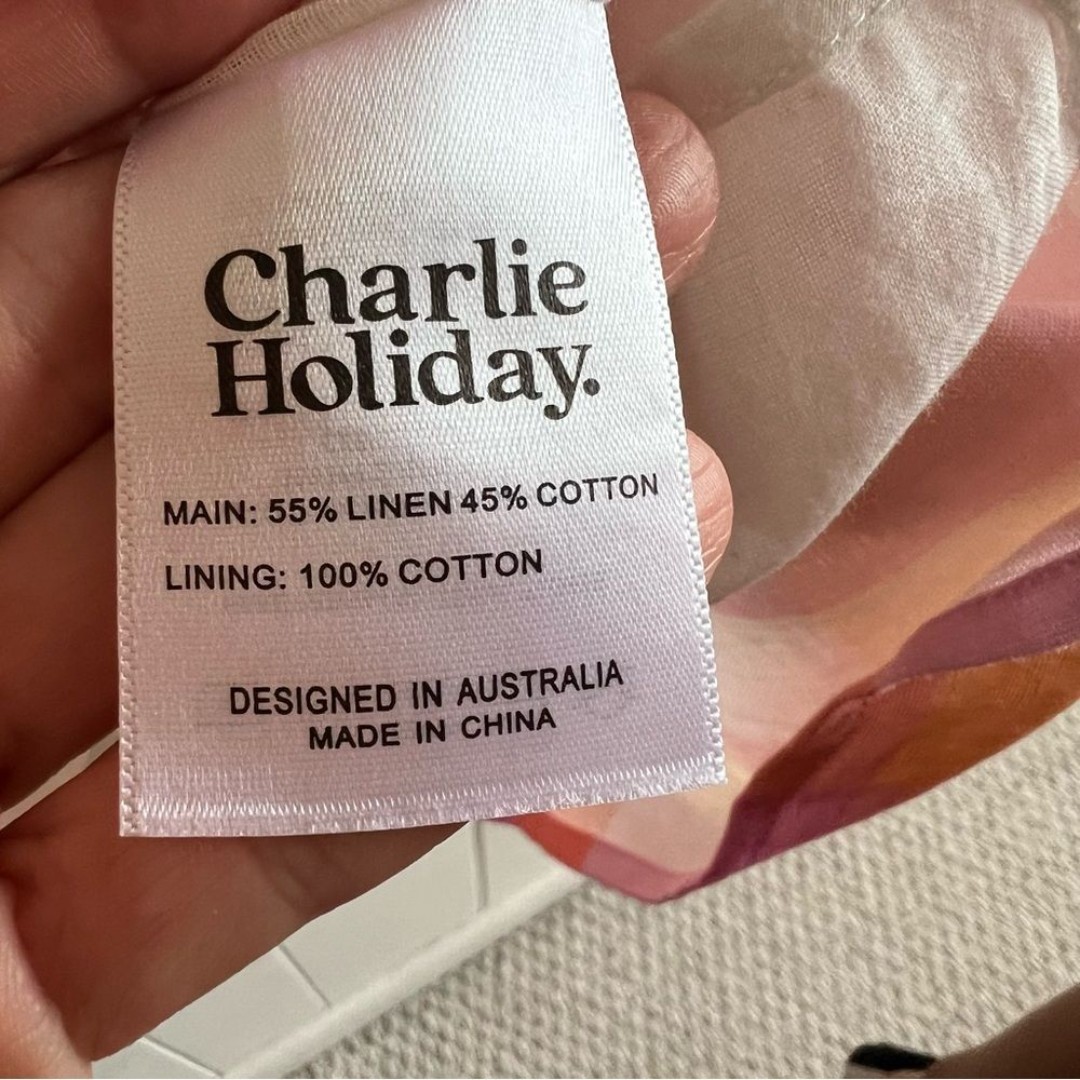 Charlie
Holiday.
MAIN: 55% LINEN 45% COTTON
LINING: 100% COTTON
DESIGNED IN AUSTRALIA
MADE IN CHINA